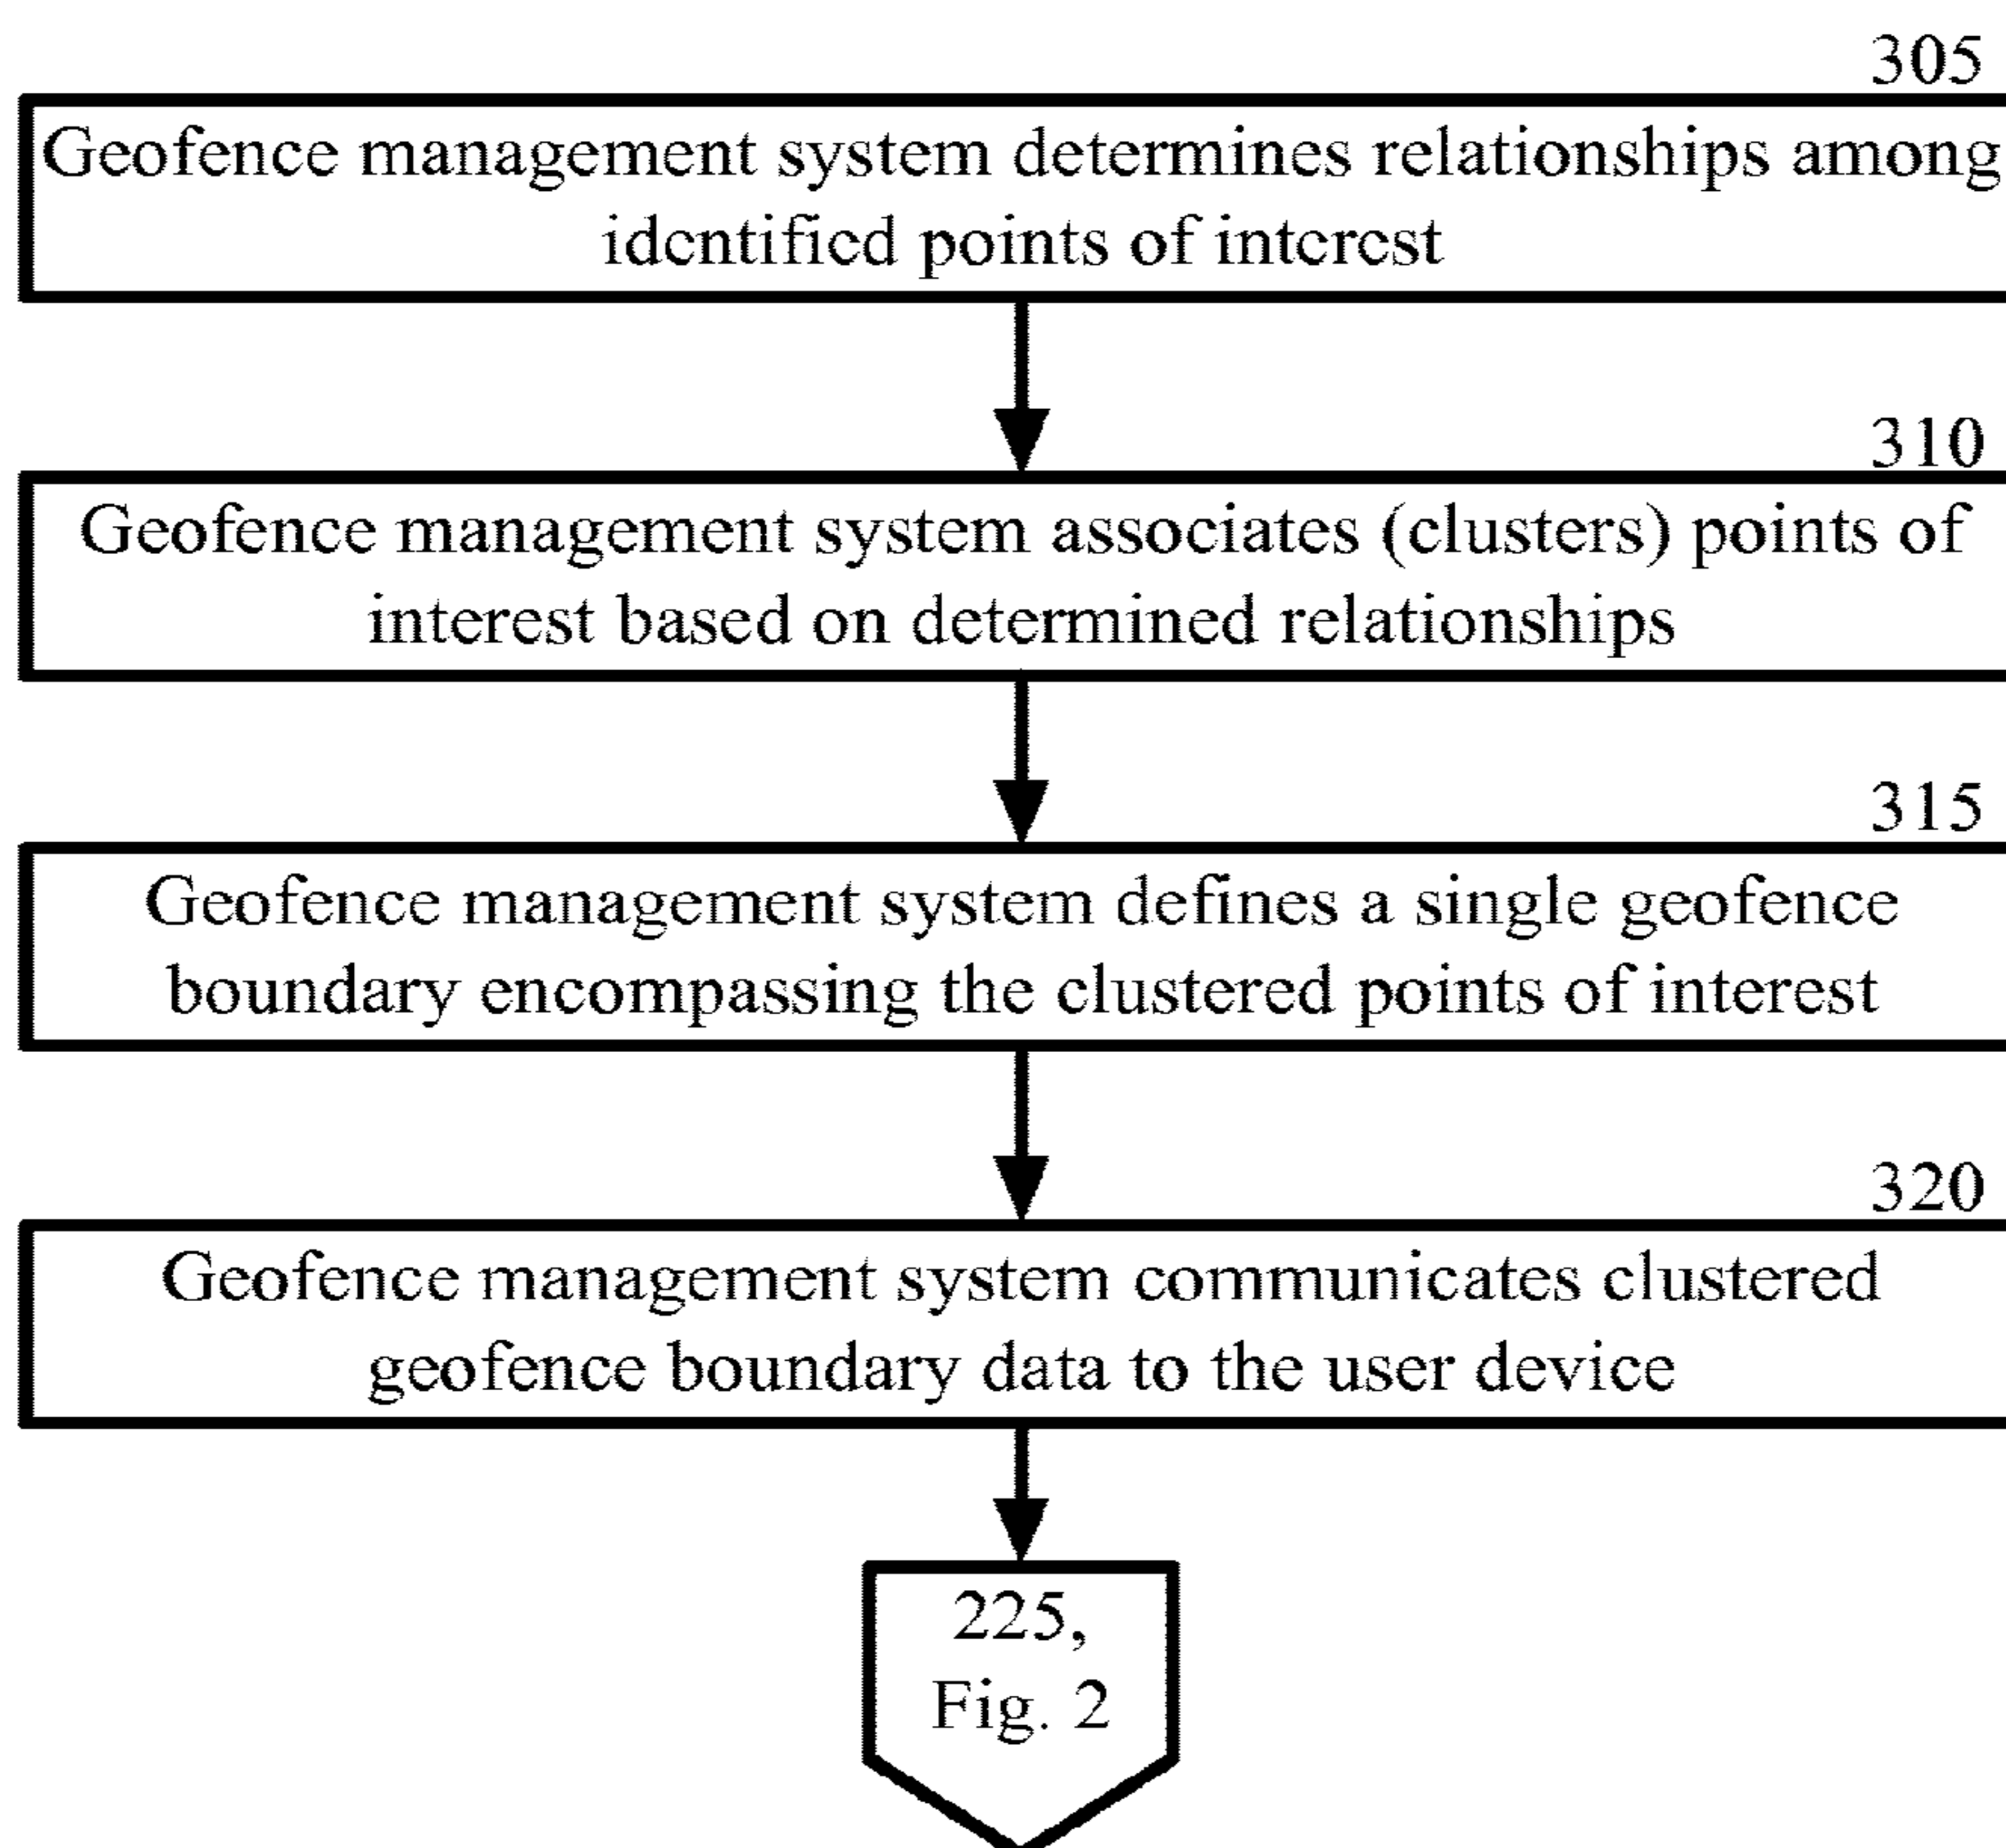 305
Geofence management system determines relationships among
identified points of interest
310
Geofence management system associates (clusters) points of
interest based on determined relationships
315
Geofence management system defines a single geofence
boundary encompassing the clustered points of interest
320
Geofence management system communicates clustered
geofence boundary data to the user device
225,
Fig. 2